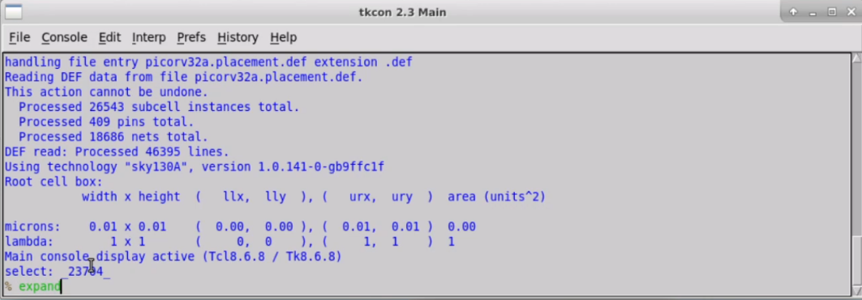 tkcon 2.3 Main
File Console Edit Interp Prefs History Help
handling file entry picorv32a.placement.def extension .def
Reading DEF data from file picorv32a.placement.def.
This action cannot be undone.
  Processed 26543 subcell instances total.
  Processed 409 pins total.
  Processed 18686 nets total.
DEF read: Processed 46395 lines.
Using technology "sky130A", version 1.0.141-0-gb9ffc1f
Root cell box:
           width x height  (   llx,  lly  ), (   urx,  ury  )  area (units^2)
microns:    0.01 x 0.01    (  0.00,  0.00 ), (  0.01,  0.01 )  0.00
lambda:        1 x 1       (     0,  0    ), (     1,  1    )  1
Main console display active (Tcl8.6.8 / Tk8.6.8)
select:
% expand